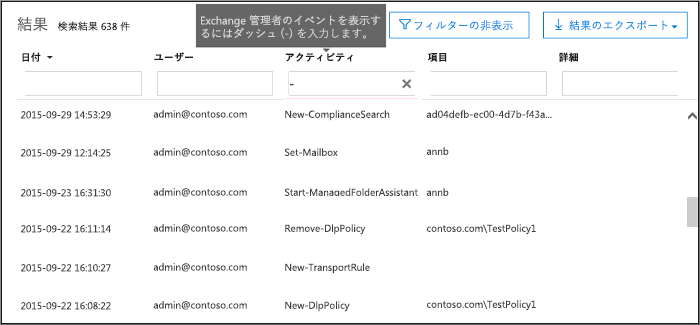 結果 検索結果 638 件
Exchange 管理者のイベントを表示す
るにはダッシュ (-) を入力します。
フィルターの非表示
結果のエクスポート
日付 ユーザー アクティビティ 項目 詳細
-
2015-09-29 14:53:29 admin@contoso.com New-ComplianceSearch ad04defb-ec00-4d7b-f43a...
2015-09-29 12:14:25 admin@contoso.com Set-Mailbox annb
2015-09-23 16:31:30 admin@contoso.com Start-ManagedFolderAssistant annb
2015-09-22 16:11:14 admin@contoso.com Remove-DlpPolicy contoso.com\TestPolicy1
2015-09-22 16:10:27 admin@contoso.com New-TransportRule
2015-09-22 16:08:22 admin@contoso.com New-DlpPolicy contoso.com\TestPolicy1